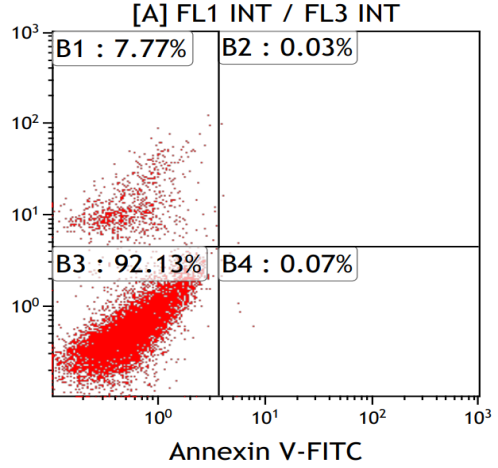 [A] FL1 INT / FL3 INT
10³
B1 : 7.77%
B2 : 0.03%
10²
10¹
B3 : 92.13%
B4 : 0.07%
10⁰
10⁰ 10¹ 10² 10³
Annexin V-FITC